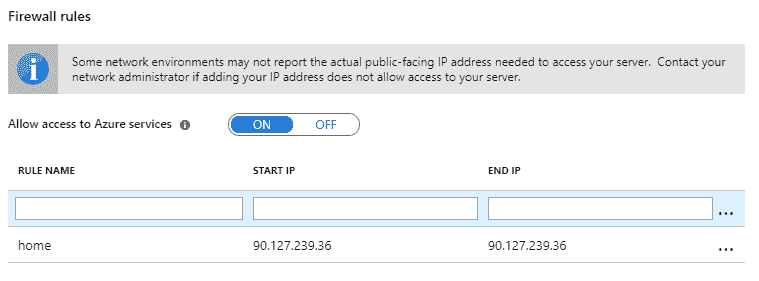 Firewall rules
Some network environments may not report the actual public-facing IP address needed to access your server.  Contact your
network administrator if adding your IP address does not allow access to your server.
Allow access to Azure services ON OFF
RULE NAME START IP END IP
...
home 90.127.239.36 90.127.239.36 ...